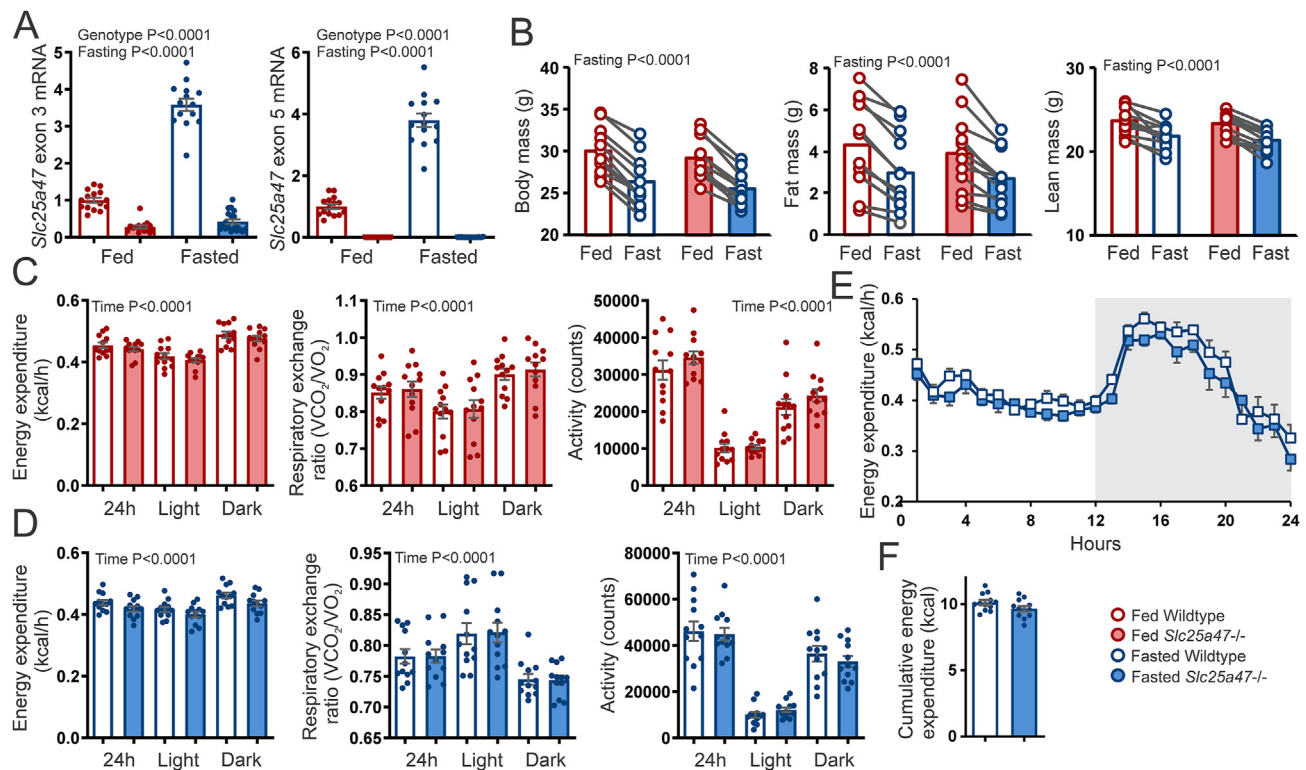 A
Genotype P<0.0001
Fasting P<0.0001
Slc25a47 exon 3 mRNA
5
4
3
2
1
0
Fed
Fasted
Genotype P<0.0001
Fasting P<0.0001
Slc25a47 exon 5 mRNA
6
4
2
0
Fed
Fasted
B
Fasting P<0.0001
Body mass (g)
40
35
30
25
20
Fed Fast Fed Fast
Fasting P<0.0001
Fat mass (g)
8
6
4
2
0
Fed Fast Fed Fast
Fasting P<0.0001
Lean mass (g)
30
20
10
Fed Fast Fed Fast
C
Time P<0.0001
Energy expenditure
(kcal/h)
0.6
0.4
0.2
0.0
24h Light Dark
Time P<0.0001
Respiratory exchange
ratio (VCO2/VO2)
1.1
1.0
0.9
0.8
0.7
0.6
24h Light Dark
Time P<0.0001
Activity (counts)
50000
40000
30000
20000
10000
0
24h Light Dark
D
Time P<0.0001
Energy expenditure
(kcal/h)
0.6
0.4
0.2
0.0
24h Light Dark
Time P<0.0001
Respiratory exchange
ratio (VCO2/VO2)
0.95
0.90
0.85
0.80
0.75
0.70
0.65
24h Light Dark
Time P<0.0001
Activity (counts)
80000
60000
40000
20000
0
24h Light Dark
E
Energy expenditure (kcal/h)
0.6
0.5
0.4
0.3
0.2
0 4 8 12 16 20 24
Hours
F
Cumulative energy
expenditure (kcal)
10
0
Fed Wildtype
Fed Slc25a47-/-
Fasted Wildtype
Fasted Slc25a47-/-